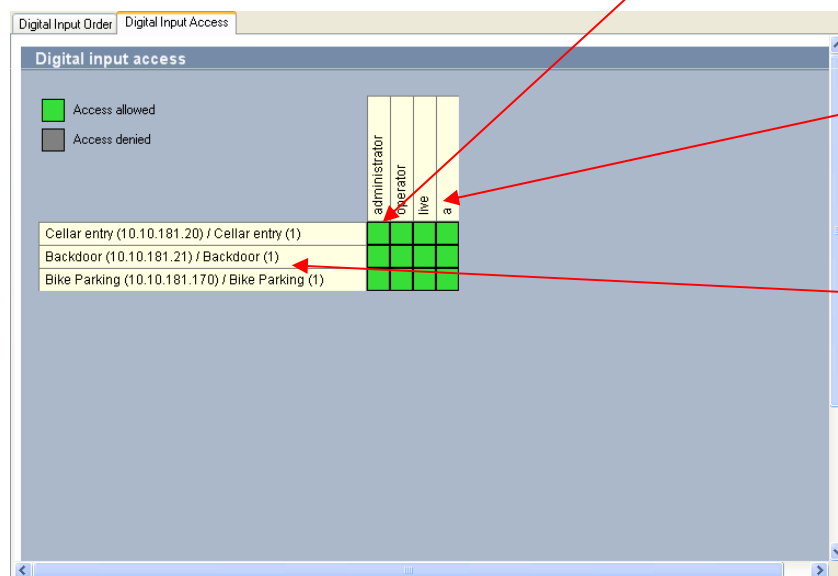 Digital Input Order
Digital Input Access
Digital input access
Access allowed
Access denied
administrator
operator
live
a
Cellar entry (10.10.181.20) / Cellar entry (1)
Backdoor (10.10.181.21) / Backdoor (1)
Bike Parking (10.10.181.170) / Bike Parking (1)